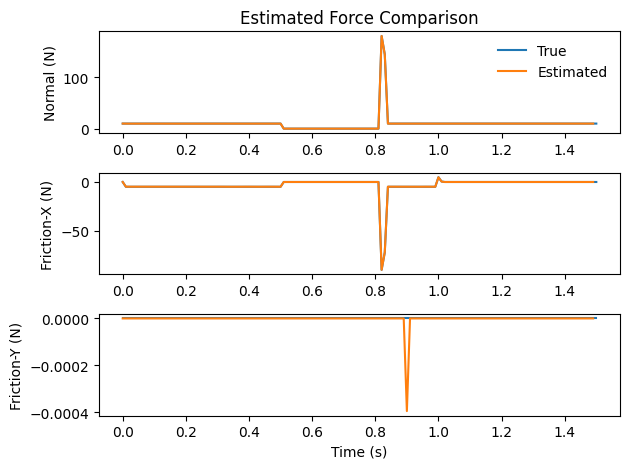 Estimated Force Comparison
Normal (N)
100
0
True
Estimated
0.0 0.2 0.4 0.6 0.8 1.0 1.2 1.4
Friction-X (N)
0
−50
0.0 0.2 0.4 0.6 0.8 1.0 1.2 1.4
Friction-Y (N)
0.0000
−0.0002
−0.0004
0.0 0.2 0.4 0.6 0.8 1.0 1.2 1.4
Time (s)